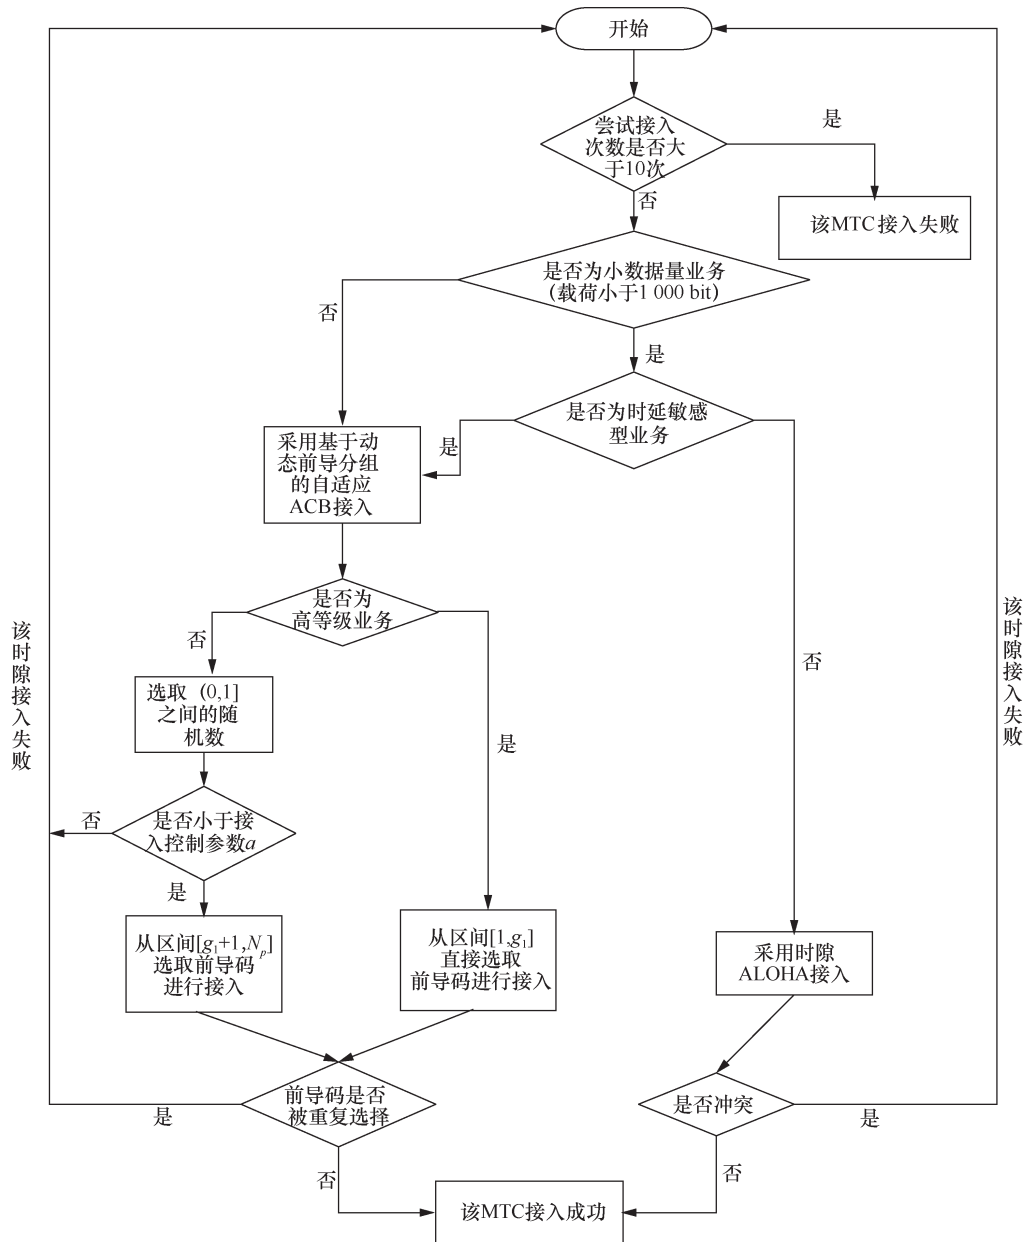 开始
尝试接入
次数是否大
于10次
是
否
该MTC接入失败
是否为小数据量业务
(载荷小于1 000 bit)
否
是
是否为时延敏感
型业务
是
采用基于动
态前导分组
的自适应
ACB接入
是否为
高等级业务
否
否
该时隙接入失败
该时隙接入失败
选取 (0,1]
之间的随
机数
是
是否小于接
入控制参数a
否
是
从区间[g1+1,Np]
选取前导码
进行接入
从区间[1,g1]
直接选取
前导码进行接入
采用时隙
ALOHA接入
前导码是否
被重复选择
是
是否冲突
是
否
否
该MTC接入成功